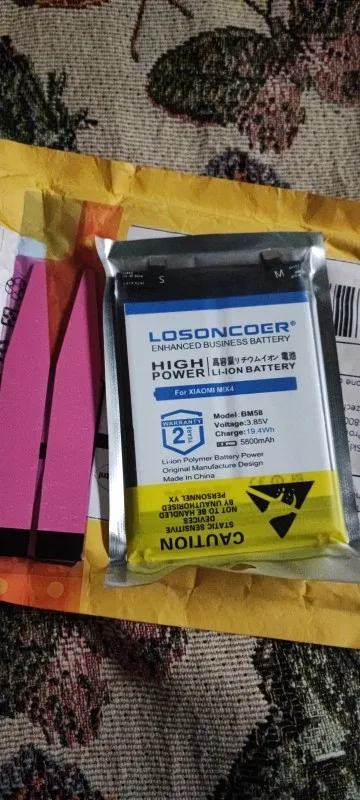 S
M
LOSONCOER®
ENHANCED BUSINESS BATTERY
HIGH POWER
高容量リチウムイオン 電池
LI-ION BATTERY
For XIAOMI MIX4
WARRANTY
2 YEARS
Model: BM58
Voltage: 3.85V
Charge: 19.4Wh
5800mAh
Li-ion Polymer Battery Power
Original Manufacture Design
Made In China
CAUTION
STATIC SENSITIVE
DEVICES
NOT TO BE HANDLED
BY UNAUTHORISED
PERSONNEL YX